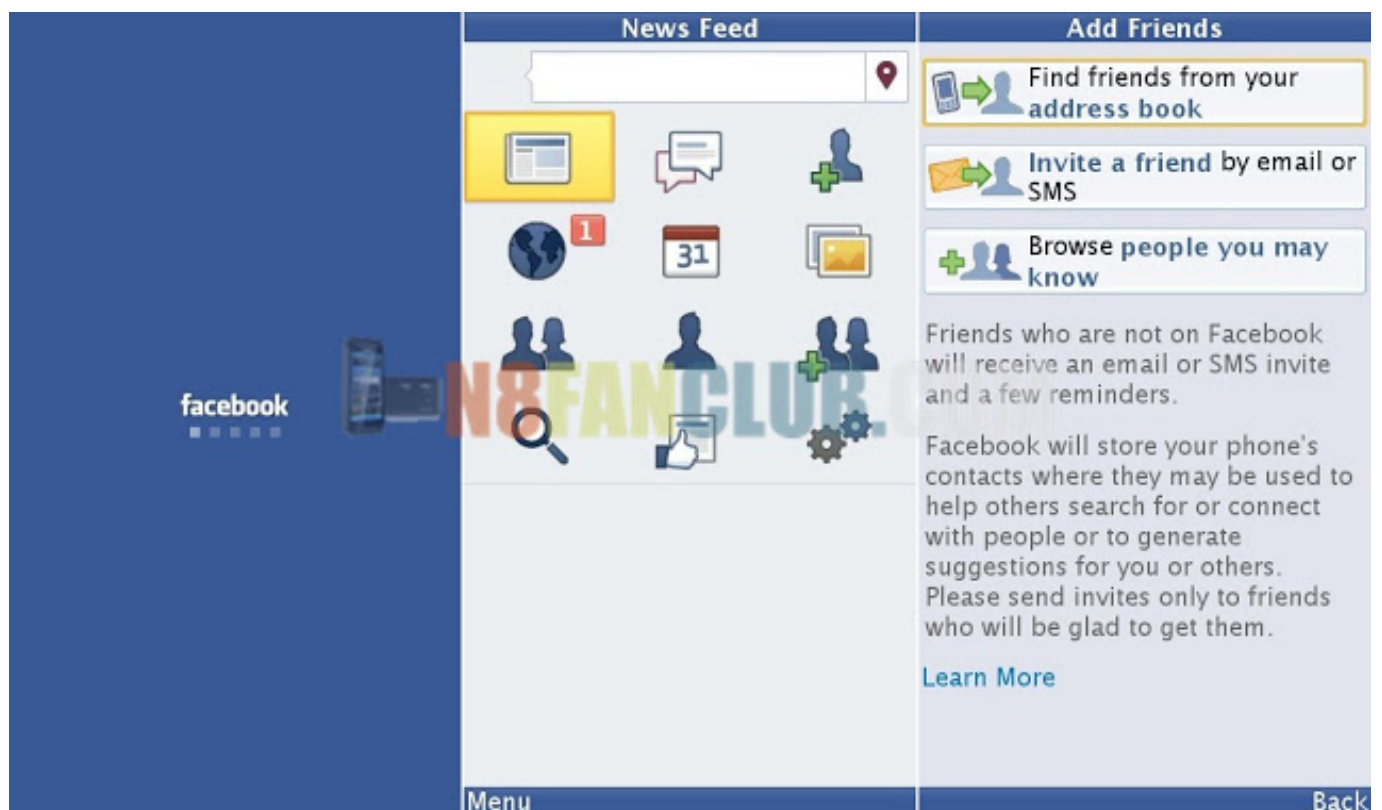 facebook
News Feed
1
31
Menu
Add Friends
Find friends from your
address book
Invite a friend by email or
SMS
Browse people you may
know
Friends who are not on Facebook
will receive an email or SMS invite
and a few reminders.
Facebook will store your phone's
contacts where they may be used to
help others search for or connect
with people or to generate
suggestions for you or others.
Please send invites only to friends
who will be glad to get them.
Learn More
Back
N8FANCLUB.COM